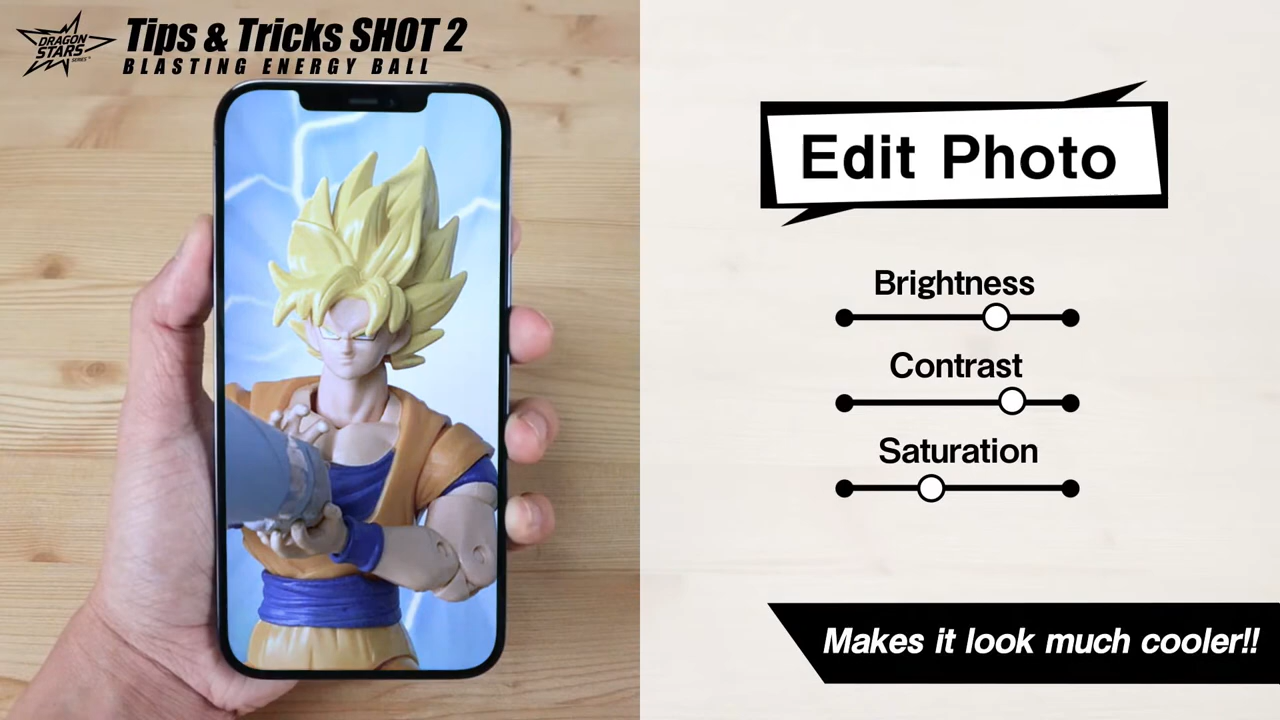 DRAGON
STARS
SERIES
Tips & Tricks SHOT 2
BLASTING ENERGY BALL
Edit Photo
Brightness
Contrast
Saturation
Makes it look much cooler!!